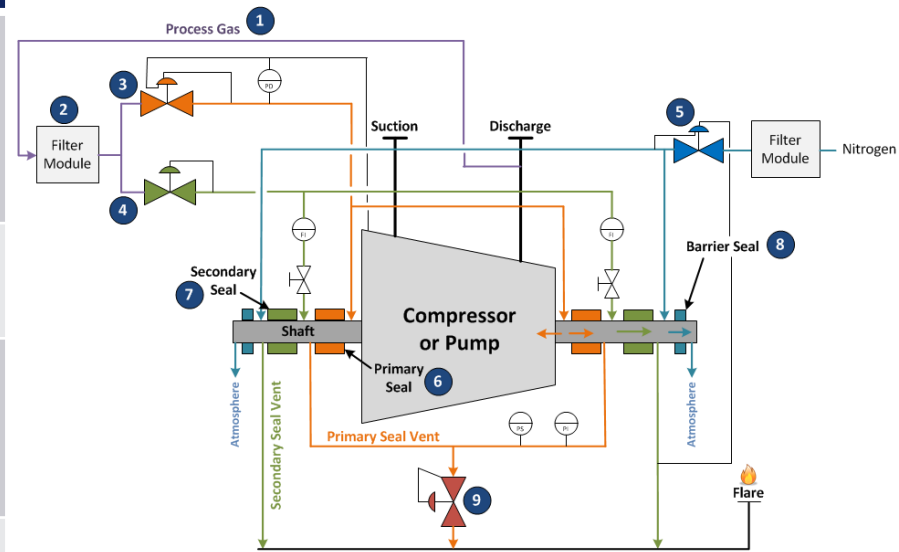 Process Gas
1
3
PD
2
Filter
Module
Suction
Discharge
5
Filter
Module
Nitrogen
4
FI
FI
Barrier Seal
8
Secondary
Seal
7
Shaft
Compressor
or Pump
Primary
Seal
6
Atmosphere
Secondary Seal Vent
Primary Seal Vent
PS
PI
Atmosphere
9
Flare